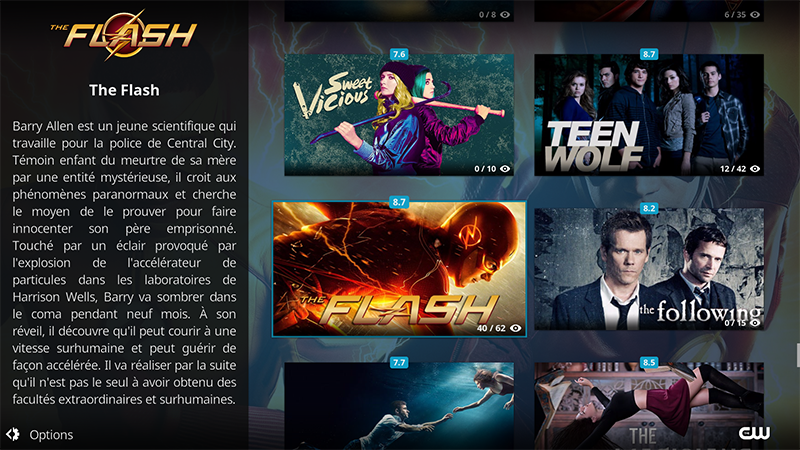 THE FLASH
The Flash
Barry Allen est un jeune scientifique qui
travaille pour la police de Central City.
Témoin enfant du meurtre de sa mère
par une entité mystérieuse, il croit aux
phénomènes paranormaux et cherche
le moyen de le prouver pour faire
innocenter son père emprisonné.
Touché par un éclair provoqué par
l'explosion de l'accélérateur de
particules dans les laboratoires de
Harrison Wells, Barry va sombrer dans
le coma pendant neuf mois. À son
réveil, il découvre qu'il peut courir à une
vitesse surhumaine et peut guérir de
façon accélérée. Il va réaliser par la suite
qu'il n'est pas le seul à avoir obtenu des
facultés extraordinaires et surhumaines.
Options
0 / 8
6 / 35
7.6
Sweet
Vicious
0 / 10
8.7
TEEN
WOLF
12 / 42
8.7
THE FLASH
40 / 62
8.2
the following
0 / 15
7.7
8.5
THE
CW